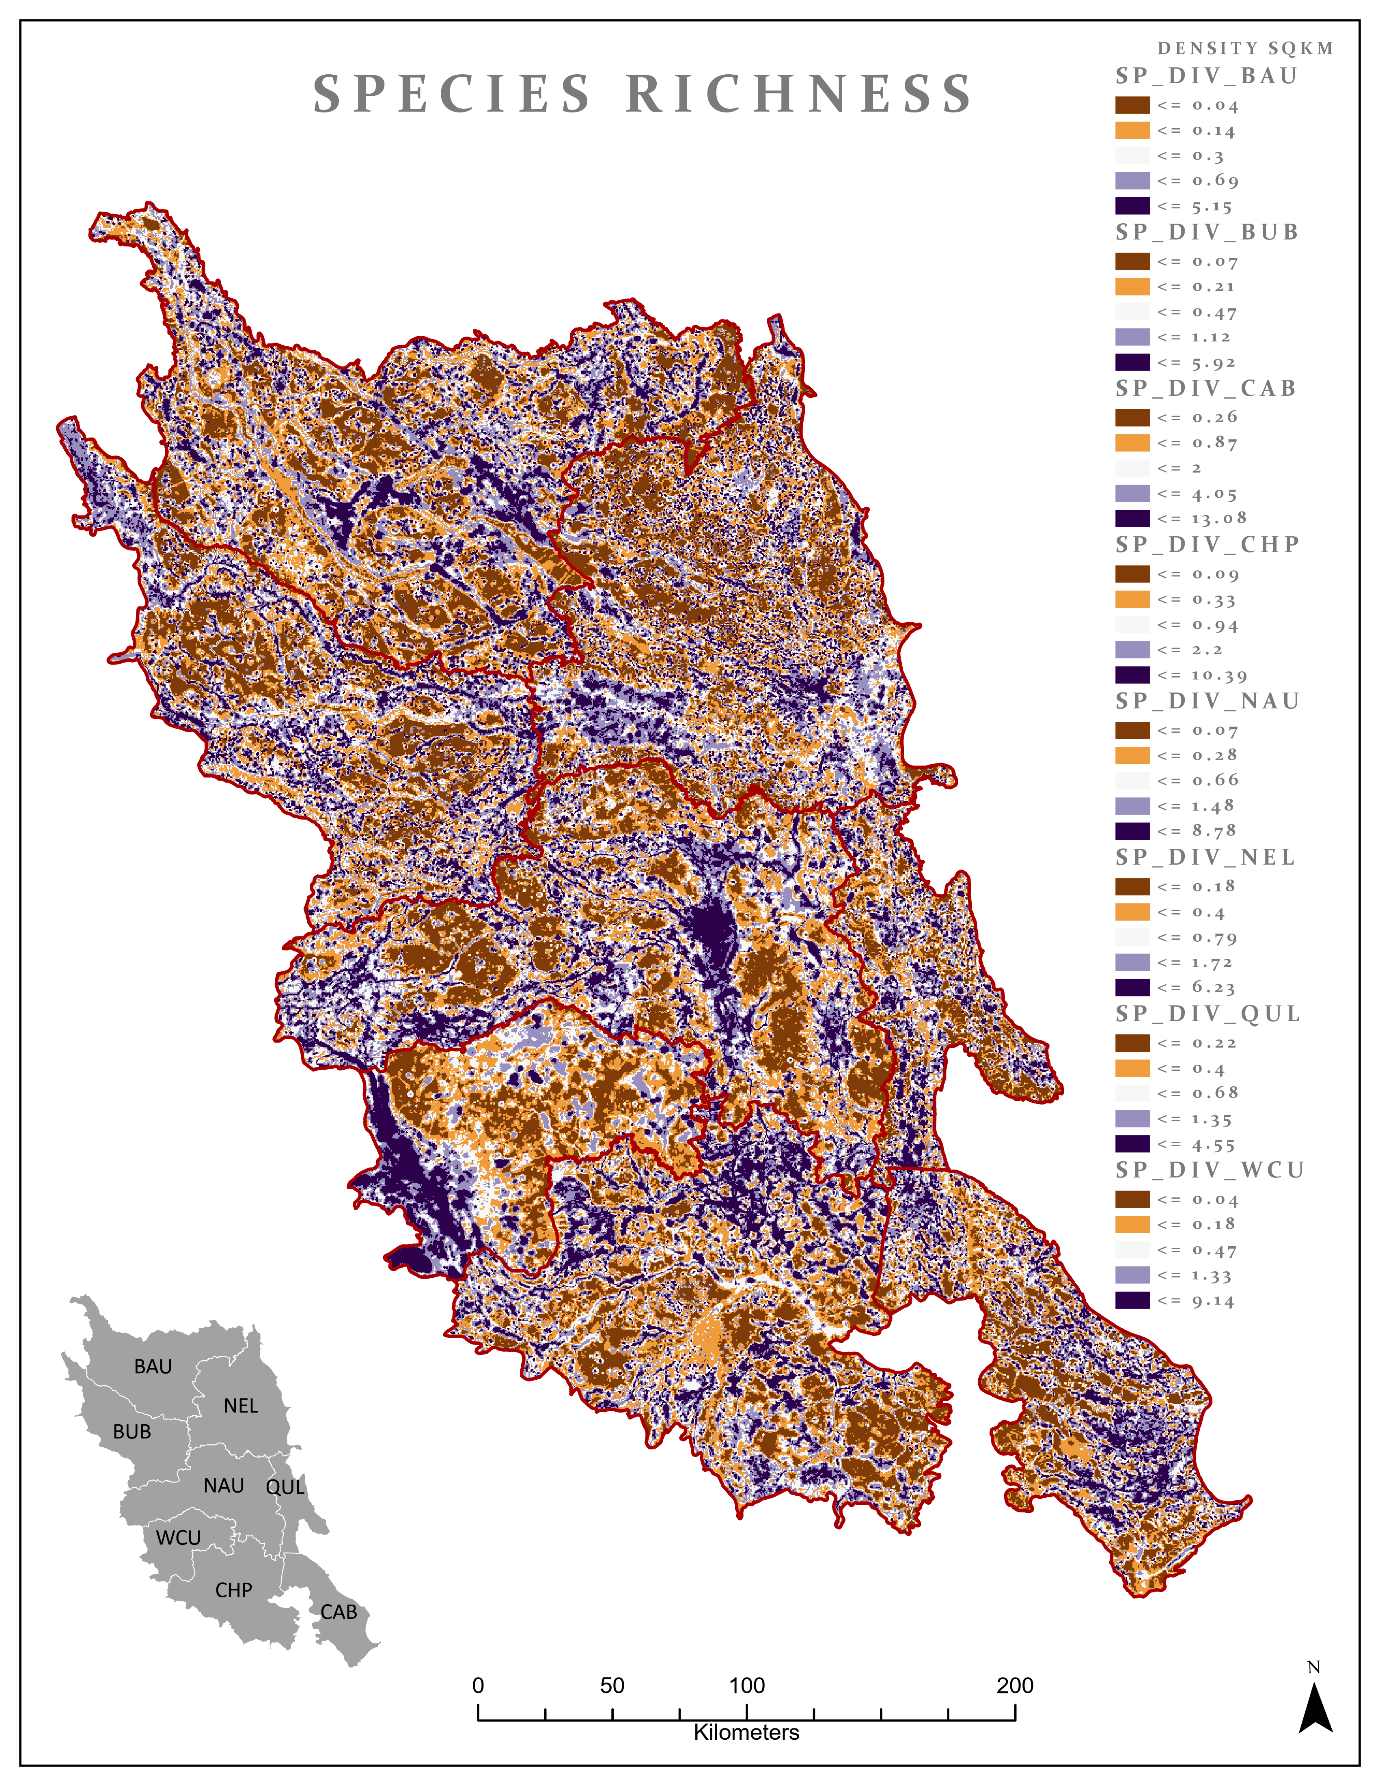 SPECIES RICHNESS
DENSITY SQKM
SP_DIV_BAU
<= 0.04
<= 0.14
<= 0.3
<= 0.69
<= 5.15
SP_DIV_BUB
<= 0.07
<= 0.21
<= 0.47
<= 1.12
<= 5.92
SP_DIV_CAB
<= 0.26
<= 0.87
<= 2
<= 4.05
<= 13.08
SP_DIV_CHP
<= 0.09
<= 0.33
<= 0.94
<= 2.2
<= 10.39
SP_DIV_NAU
<= 0.07
<= 0.28
<= 0.66
<= 1.48
<= 8.78
SP_DIV_NEL
<= 0.18
<= 0.4
<= 0.79
<= 1.72
<= 6.23
SP_DIV_QUL
<= 0.22
<= 0.4
<= 0.68
<= 1.35
<= 4.55
SP_DIV_WCU
<= 0.04
<= 0.18
<= 0.47
<= 1.33
<= 9.14
BAU
NEL
BUB
NAU
QUL
WCU
CHP
CAB
0 50 100 200
Kilometers
N